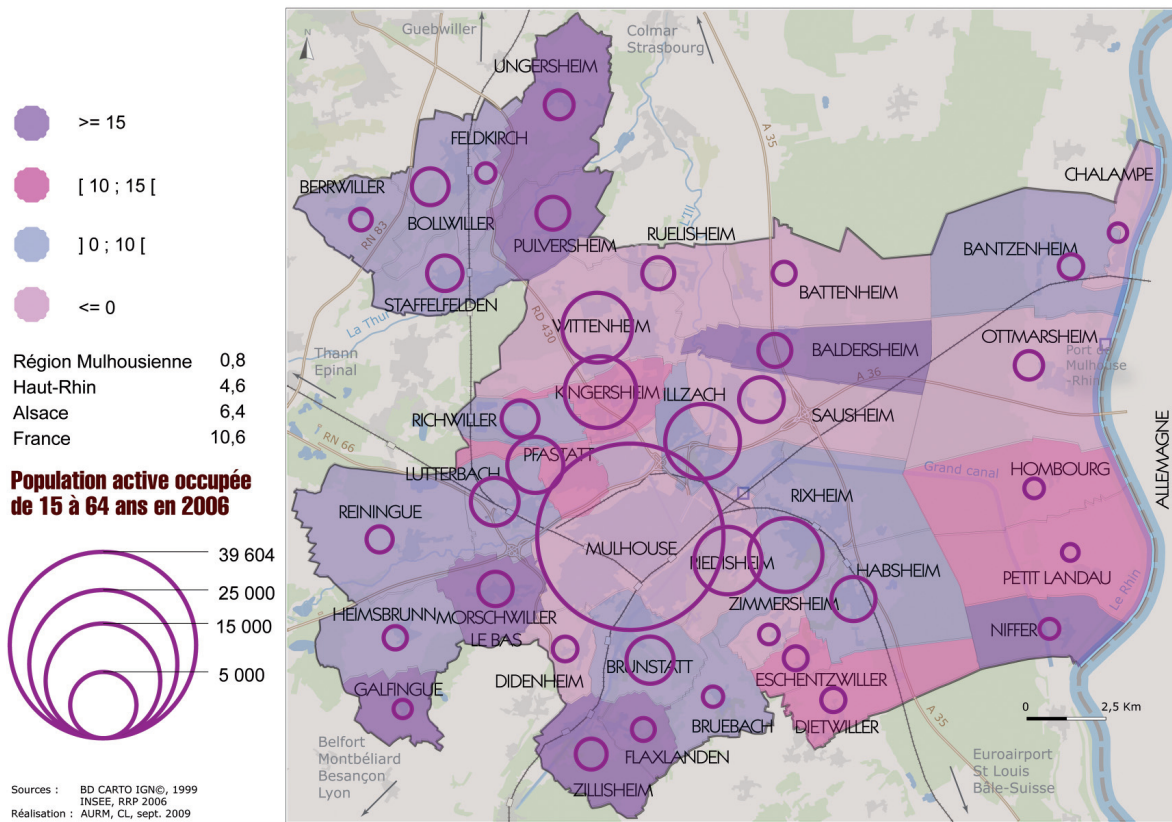 >= 15
[ 10 ; 15 [
] 0 ; 10 [
<= 0
Région Mulhousienne 0,8
Haut-Rhin 4,6
Alsace 6,4
France 10,6
Population active occupée
de 15 à 64 ans en 2006
39 604
25 000
15 000
5 000
Sources : BD CARTO IGN©, 1999
INSEE, RRP 2006
Réalisation : AURM, CL, sept. 2009
N
Guebwiller
Colmar
Strasbourg
UNGERSHEIM
A 35
FELDKIRCH
CHALAMPE
BERRWILLER
BOLLWILLER
RN 83
L'Ill
PULVERSHEIM
RUELISHEIM
BANTZENHEIM
BATTENHEIM
STAFFELFELDEN
La Thur
RD 430
WITTENHEIM
OTTMARSHEIM
BALDERSHEIM
Port de
Mulhouse
-Rhin
Thann
Epinal
A 36
KINGERSHEIM
ILLZACH
SAUSHEIM
RICHWILLER
RN 66
PFASTATT
LUTTERBACH
Grand canal
HOMBOURG
ALLEMAGNE
RIXHEIM
REININGUE
MULHOUSE
RIEDISHEIM
HABSHEIM
PETIT LANDAU
Le Rhin
ZIMMERSHEIM
HEIMSBRUNN
MORSCHWILLER
LE BAS
NIFFER
DIDENHEIM
BRUNSTATT
ESCHENTZWILLER
GALFINGUE
BRUEBACH
DIETWILLER
A 35
0 2,5 Km
Belfort
Montbéliard
Besançon
Lyon
FLAXLANDEN
ZILLISHEIM
Euroairport
St Louis
Bâle-Suisse